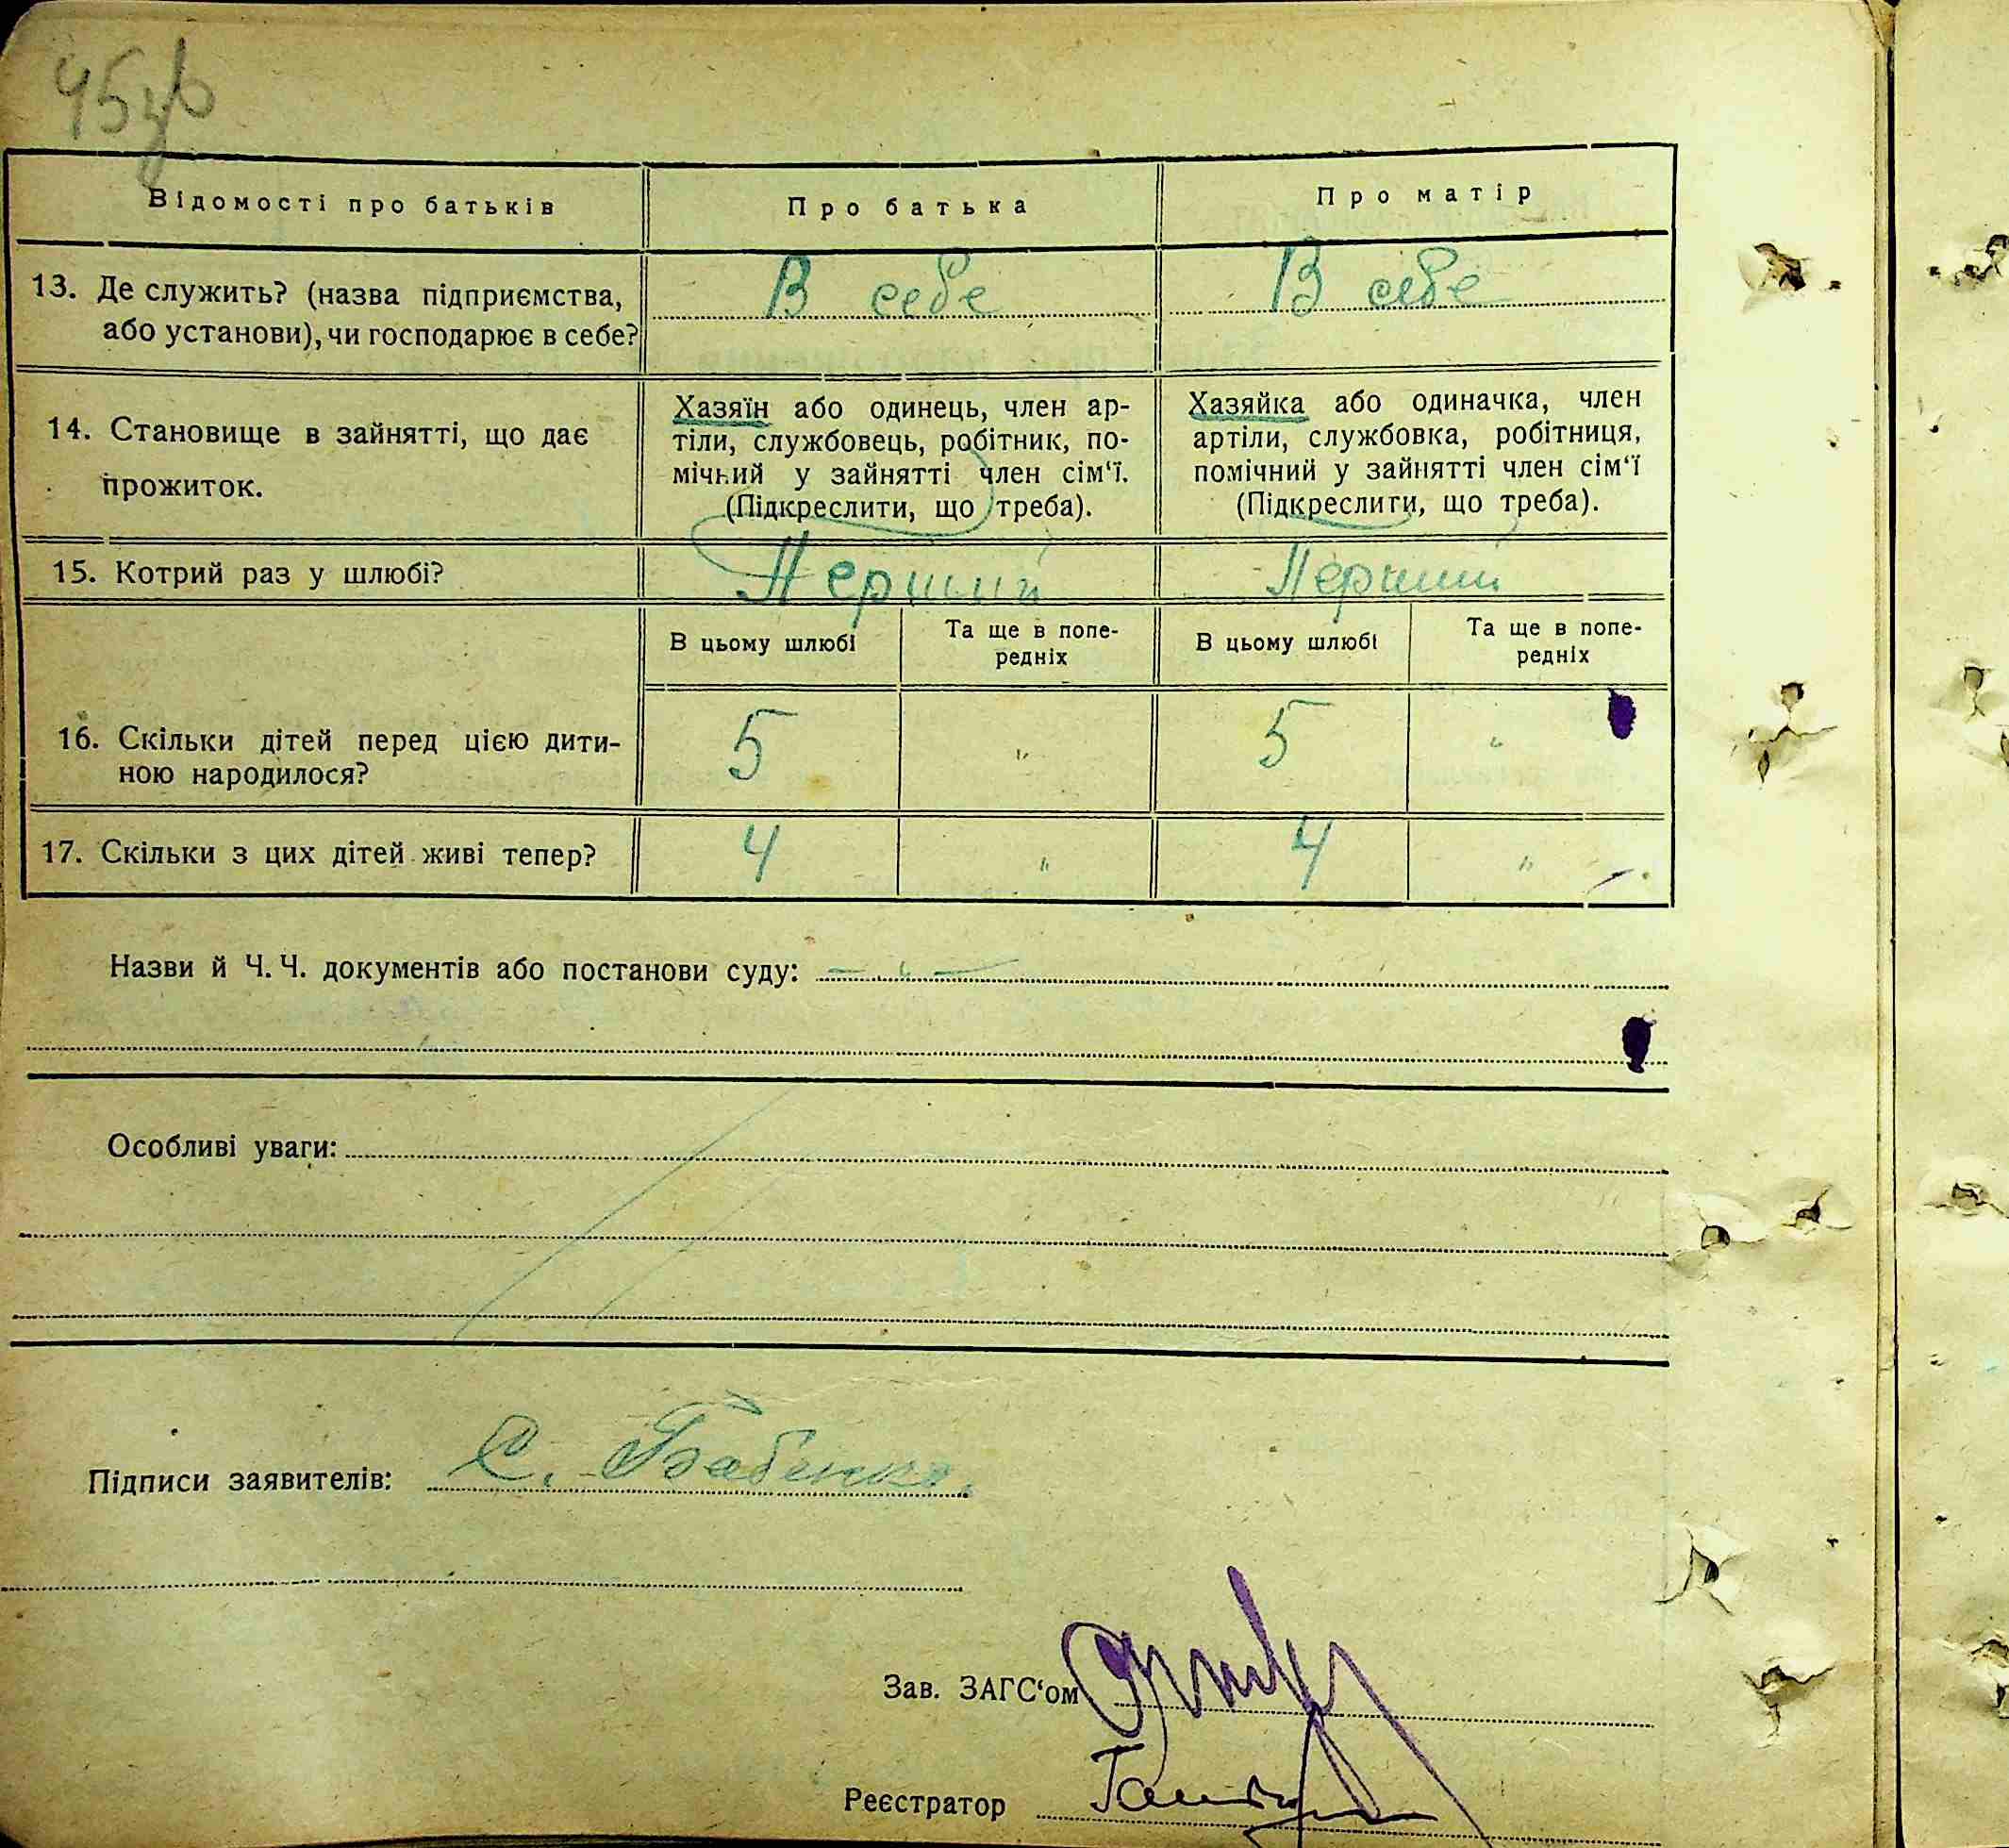 45зв
Відомості про батьків
Про батька
Про матір
13. Де служить? (назва підприємства,
або установи), чи господарює в себе?
В себе
В себе
14. Становище в зайнятті, що дає
прожиток.
Хазяїн або одинець, член ар-
тіли, службовець, робітник, по-
мічний у зайнятті член сім‘ї.
(Підкреслити, що треба).
Хазяйка або одиначка, член
артіли, службовка, робітниця,
помічний у зайнятті член сім‘ї
(Підкреслити, що треба).
15. Котрий раз у шлюбі?
Перший
Перший
В цьому шлюбі
Та ще в попе-
редніх
В цьому шлюбі
Та ще в попе-
редніх
16. Скільки дітей перед цією дити-
ною народилося?
5
"
5
"
17. Скільки з цих дітей живі тепер?
4
"
4
"
Назви й Ч. Ч. документів або постанови суду: — " —
Особливі уваги:
Підписи заявителів: С. Бабенко.
Зав. ЗАГС‘ом
Реєстратор